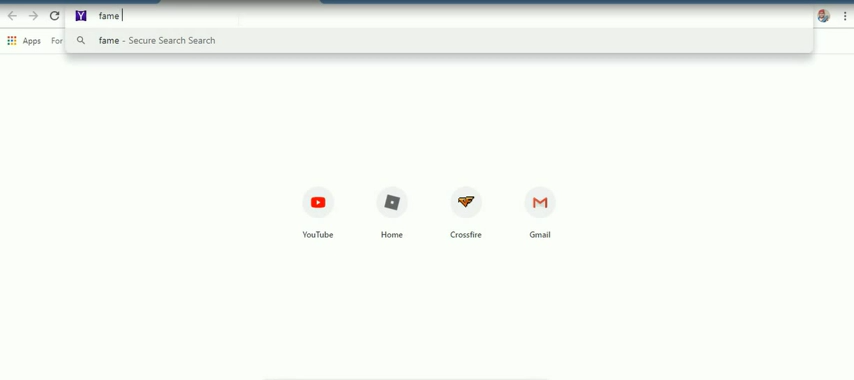 fame
fame - Secure Search Search
Apps
For
YouTube
Home
Crossfire
Gmail